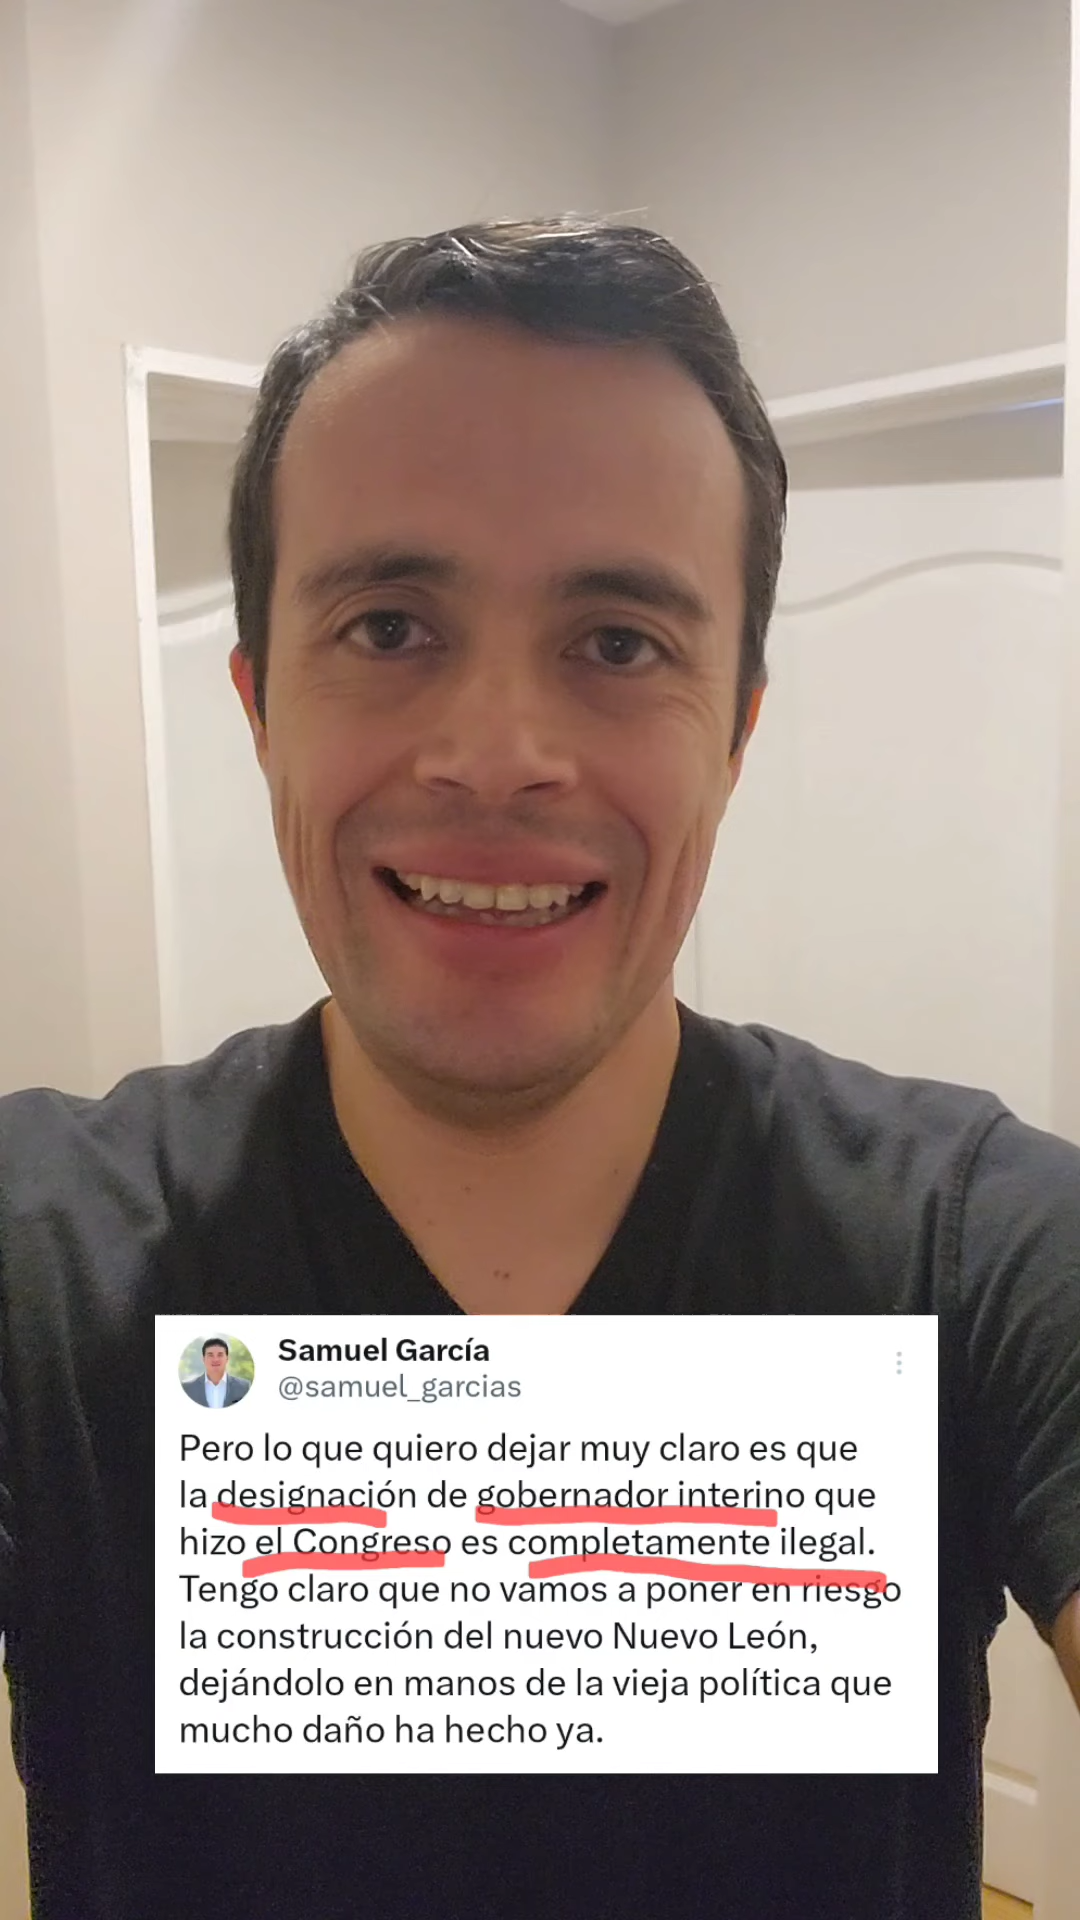 Samuel García
@samuel_garcias
Pero lo que quiero dejar muy claro es que
la designación de gobernador interino que
hizo el Congreso es completamente ilegal.
Tengo claro que no vamos a poner en riesgo
la construcción del nuevo Nuevo León,
dejándolo en manos de la vieja política que
mucho daño ha hecho ya.